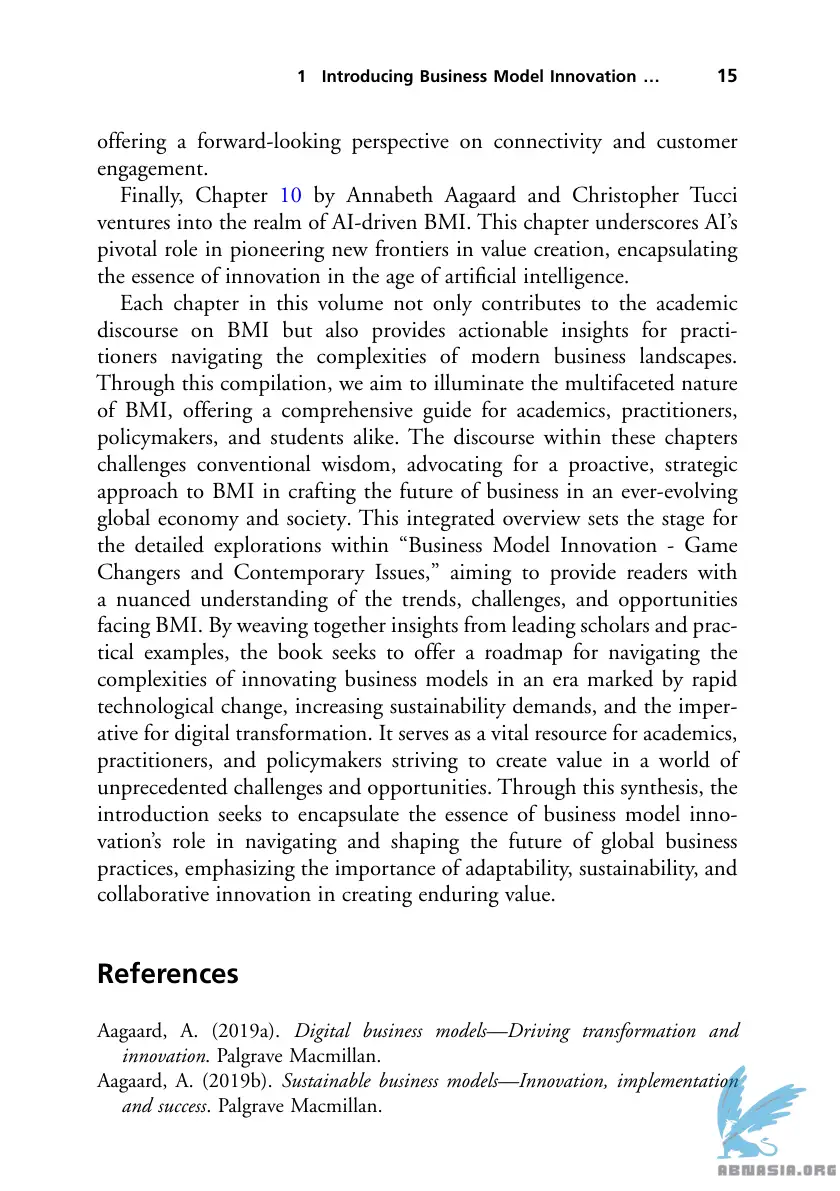 1 Introducing Business Model Innovation … 15
offering a forward-looking perspective on connectivity and customer
engagement.
Finally, Chapter 10 by Annabeth Aagaard and Christopher Tucci
ventures into the realm of AI-driven BMI. This chapter underscores AI’s
pivotal role in pioneering new frontiers in value creation, encapsulating
the essence of innovation in the age of artificial intelligence.
Each chapter in this volume not only contributes to the academic
discourse on BMI but also provides actionable insights for practi-
tioners navigating the complexities of modern business landscapes.
Through this compilation, we aim to illuminate the multifaceted nature
of BMI, offering a comprehensive guide for academics, practitioners,
policymakers, and students alike. The discourse within these chapters
challenges conventional wisdom, advocating for a proactive, strategic
approach to BMI in crafting the future of business in an ever-evolving
global economy and society. This integrated overview sets the stage for
the detailed explorations within “Business Model Innovation - Game
Changers and Contemporary Issues,” aiming to provide readers with
a nuanced understanding of the trends, challenges, and opportunities
facing BMI. By weaving together insights from leading scholars and prac-
tical examples, the book seeks to offer a roadmap for navigating the
complexities of innovating business models in an era marked by rapid
technological change, increasing sustainability demands, and the imper-
ative for digital transformation. It serves as a vital resource for academics,
practitioners, and policymakers striving to create value in a world of
unprecedented challenges and opportunities. Through this synthesis, the
introduction seeks to encapsulate the essence of business model inno-
vation’s role in navigating and shaping the future of global business
practices, emphasizing the importance of adaptability, sustainability, and
collaborative innovation in creating enduring value.
References
Aagaard, A. (2019a). Digital business models—Driving transformation and
innovation. Palgrave Macmillan.
Aagaard, A. (2019b). Sustainable business models—Innovation, implementation
and success. Palgrave Macmillan.
ABNASIA.ORG